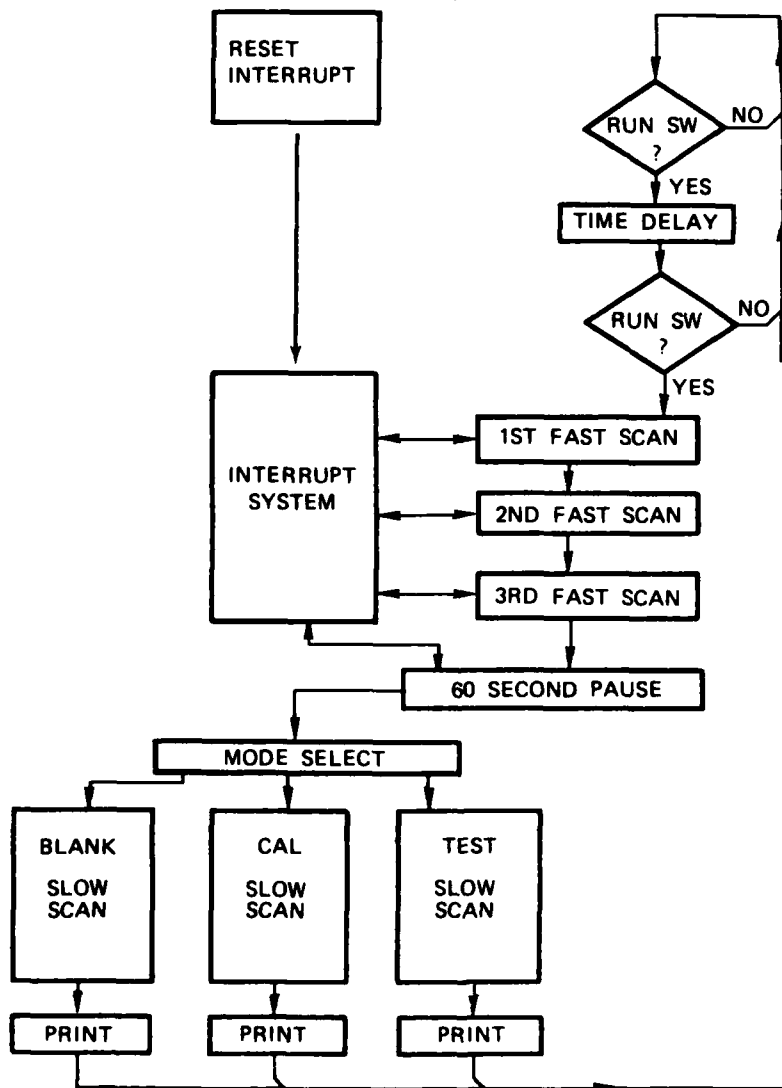 RESET
INTERRUPT
RUN SW
?
NO
YES
TIME DELAY
RUN SW
?
NO
YES
INTERRUPT
SYSTEM
1ST FAST SCAN
2ND FAST SCAN
3RD FAST SCAN
60 SECOND PAUSE
MODE SELECT
BLANK
SLOW
SCAN
CAL
SLOW
SCAN
TEST
SLOW
SCAN
PRINT
PRINT
PRINT